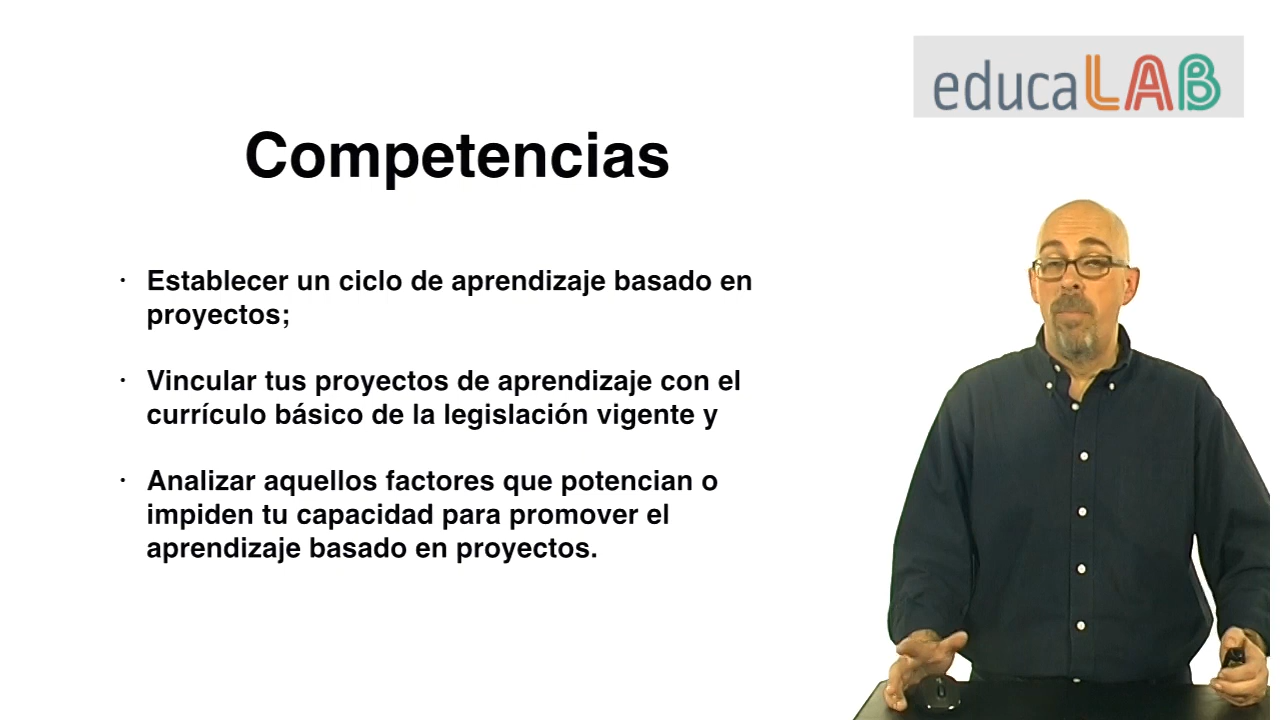 educaLAB
Competencias
· Establecer un ciclo de aprendizaje basado en
proyectos;
· Vincular tus proyectos de aprendizaje con el
currículo básico de la legislación vigente y
· Analizar aquellos factores que potencian o
impiden tu capacidad para promover el
aprendizaje basado en proyectos.